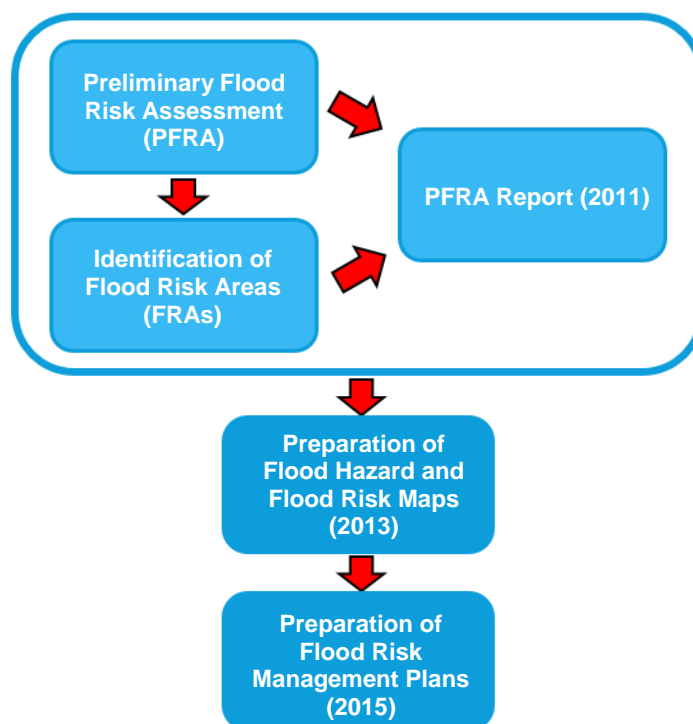 Preliminary Flood
Risk Assessment
(PFRA)
PFRA Report (2011)
Identification of
Flood Risk Areas
(FRAs)
Preparation of
Flood Hazard and
Flood Risk Maps
(2013)
Preparation of
Flood Risk
Management Plans
(2015)